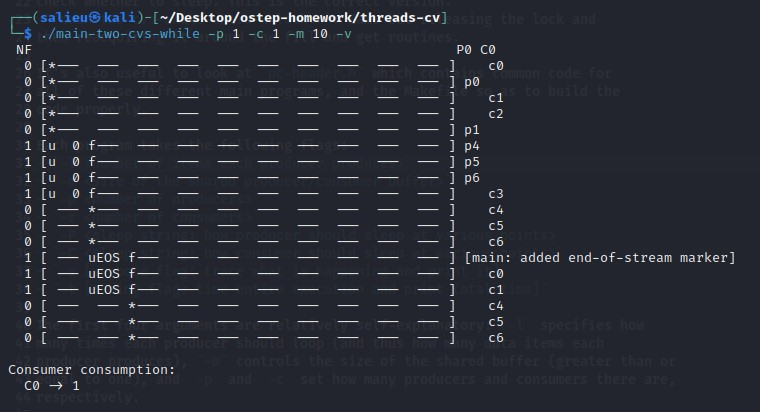 ┌──(salien㉿kali)-[~/Desktop/ostep-homework/threads-cv]
└─$ ./main-two-cvs-while -p 1 -c 1 -m 10 -v
 NF                                                      P0 C0
  0 [*---  ---  ---  ---  ---  ---  ---  ---  ---  --- ]    c0
  0 [*---  ---  ---  ---  ---  ---  ---  ---  ---  --- ] p0
  0 [*---  ---  ---  ---  ---  ---  ---  ---  ---  --- ]    c1
  0 [*---  ---  ---  ---  ---  ---  ---  ---  ---  --- ]    c2
  0 [*---  ---  ---  ---  ---  ---  ---  ---  ---  --- ] p1
  1 [u  0 f---  ---  ---  ---  ---  ---  ---  ---  --- ] p4
  1 [u  0 f---  ---  ---  ---  ---  ---  ---  ---  --- ] p5
  1 [u  0 f---  ---  ---  ---  ---  ---  ---  ---  --- ] p6
  1 [u  0 f---  ---  ---  ---  ---  ---  ---  ---  --- ]    c3
  0 [ --- *---  ---  ---  ---  ---  ---  ---  ---  --- ]    c4
  0 [ --- *---  ---  ---  ---  ---  ---  ---  ---  --- ]    c5
  0 [ --- *---  ---  ---  ---  ---  ---  ---  ---  --- ]    c6
  1 [ --- uEOS f---  ---  ---  ---  ---  ---  ---  --- ] [main: added end-of-stream marker]
  1 [ --- uEOS f---  ---  ---  ---  ---  ---  ---  --- ]    c0
  1 [ --- uEOS f---  ---  ---  ---  ---  ---  ---  --- ]    c1
  0 [ ---  --- *---  ---  ---  ---  ---  ---  ---  --- ]    c4
  0 [ ---  --- *---  ---  ---  ---  ---  ---  ---  --- ]    c5
  0 [ ---  --- *---  ---  ---  ---  ---  ---  ---  --- ]    c6

Consumer consumption:
  C0 -> 1